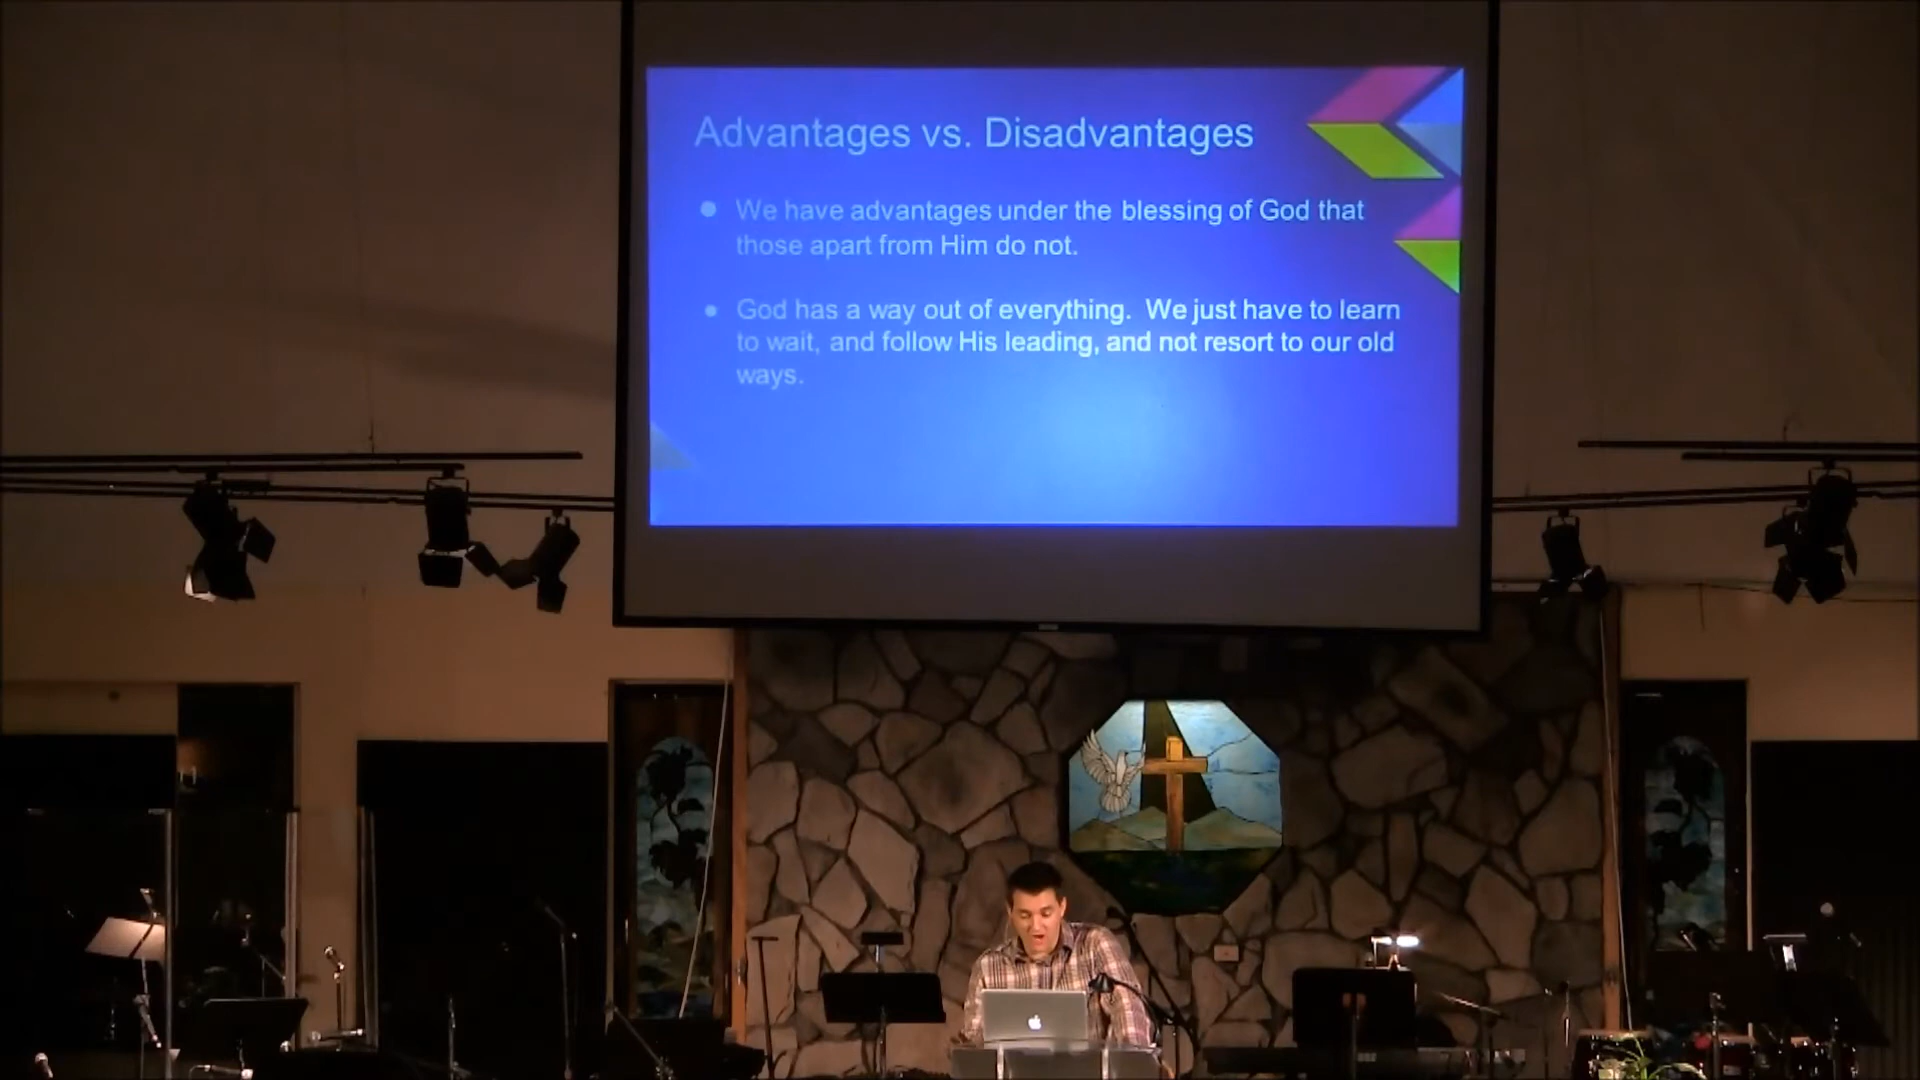 Advantages vs. Disadvantages
● We have advantages under the blessing of God that
those apart from Him do not.
● God has a way out of everything.  We just have to learn
to wait, and follow His leading, and not resort to our old
ways.